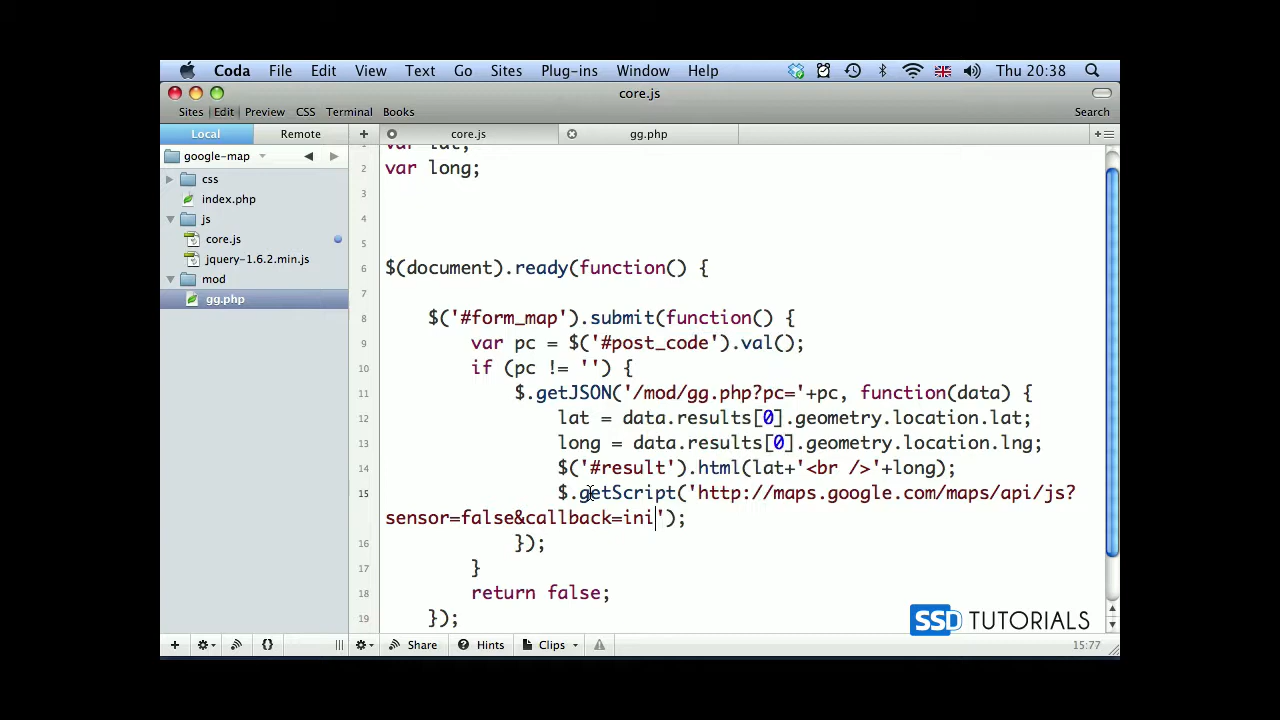 Coda File Edit View Text Go Sites Plug-ins Window Help Thu 20:38
core.js
Sites Edit Preview CSS Terminal Books Search
Local Remote + core.js gg.php
google-map
css
index.php
js
core.js
jquery-1.6.2.min.js
mod
gg.php
var lat;
2 var long;
3
4
5
6 $(document).ready(function() {
7
8 $('#form_map').submit(function() {
9 var pc = $('#post_code').val();
10 if (pc != '') {
11 $.getJSON('/mod/gg.php?pc='+pc, function(data) {
12 lat = data.results[0].geometry.location.lat;
13 long = data.results[0].geometry.location.lng;
14 $('#result').html(lat+'<br />'+long);
15 $.getScript('http://maps.google.com/maps/api/js?
sensor=false&callback=ini');
16 });
17 }
18 return false;
19 });
SSD TUTORIALS
+ {} Share ? Hints Clips 15:77